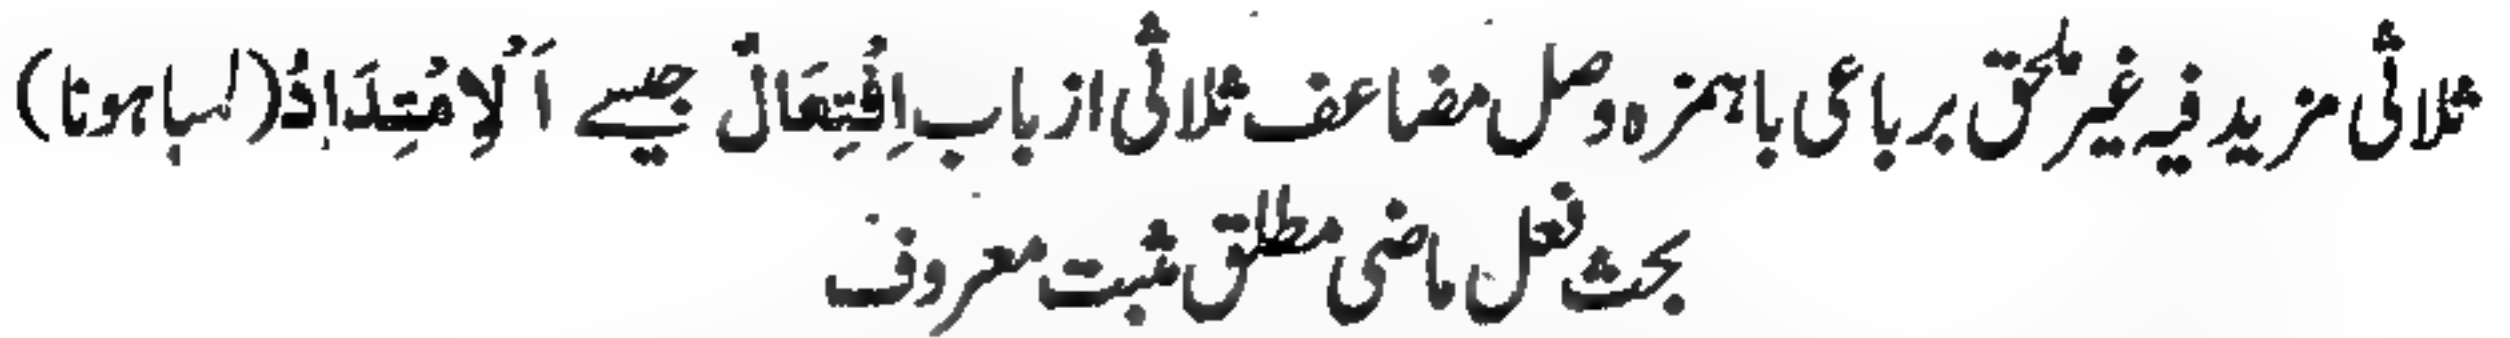 ثلاثی مزید فیہ غیر ملحق برباعی باہمزہ وصل مضاعف ثلاثی از باب اِفْتِعَالٌ جیسے اَلْاِمْتِدَادُ (لمبا ہونا)
بحث فعل ماضی مطلق مثبت معروف